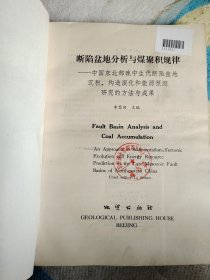 断陷盆地分析与煤聚积规律
——中国东北部晚中生代断陷盆地
沉积、构造演化和能源预测
研究的方法与成果
李思田 主编
Fault Basin Analysis and
Coal Accumulation
An Approach to Sedimentation, Tectonic
Evolution and Energy Resource
Prediction in Late Mesozoic Fault
Basins of Northeastern China
地质出版社
GEOLOGICAL PUBLISHING HOUSE
BEIJING